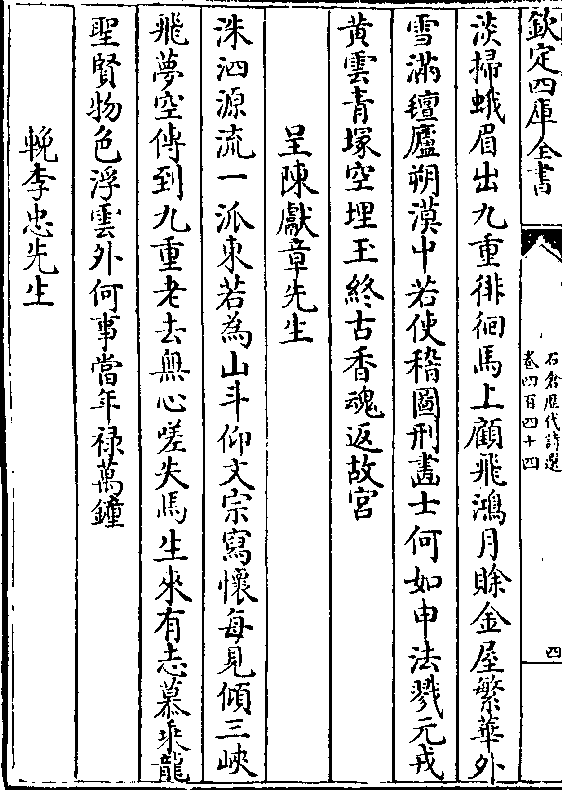 欽定四庫全書
石倉歷代詩選
卷四百四十四
四
淡掃蛾眉出九重徘徊馬上顧飛鴻月賖金屋繁華外
雪滿氊廬朔漠中若使稽圖刑畫士何如申法戮元戎
黄雲青塚空埋玉終古香魂返故宮
呈陳獻章先生
洙泗源流一派東若為山斗仰文宗寫懐每見傾三峽
飛夢空傳到九重老去無心嗟失馬生來有志慕乘龍
聖賢物色浮雲外何事當年禄萬鐘
輓李忠先生